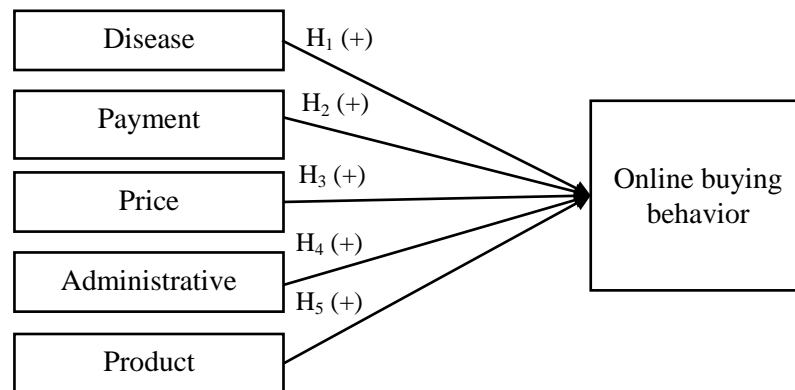 Disease
H₁ (+)
Payment
H₂ (+)
Price
H₃ (+)
Administrative
H₄ (+)
Product
H₅ (+)
Online buying
behavior